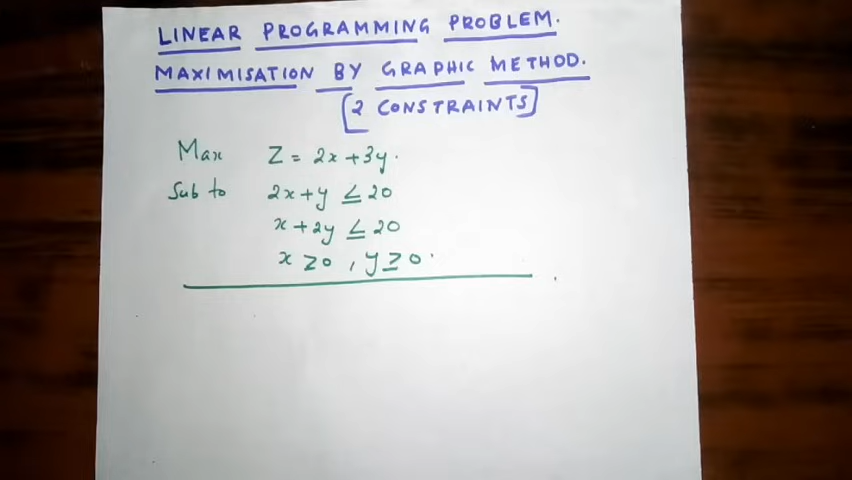 LINEAR PROGRAMMING PROBLEM.
MAXIMISATION BY GRAPHIC METHOD.
[2 CONSTRAINTS]
Max Z = 2x + 3y.
Sub to 2x + y ≤ 20
x + 2y ≤ 20
x ≥ 0, y ≥ 0.